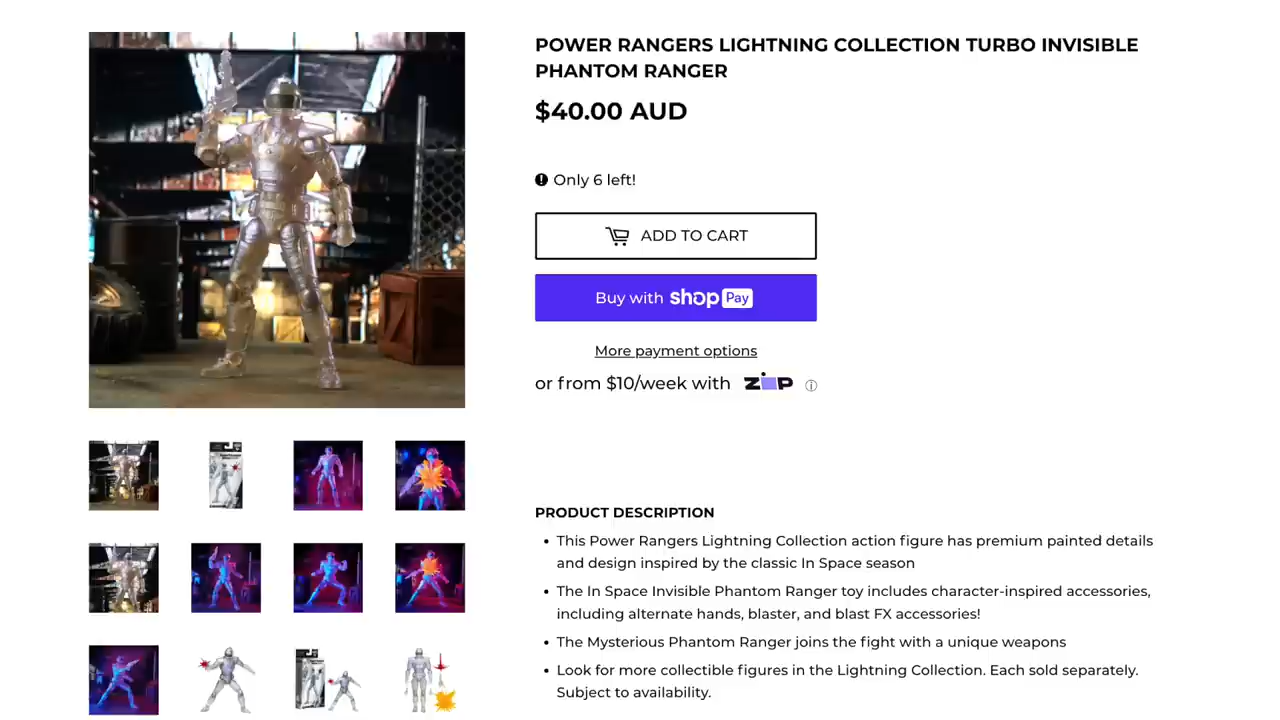 POWER RANGERS LIGHTNING COLLECTION TURBO INVISIBLE
PHANTOM RANGER
$40.00 AUD
Only 6 left!
ADD TO CART
Buy with shop Pay
More payment options
or from $10/week with ZIP
PRODUCT DESCRIPTION
• This Power Rangers Lightning Collection action figure has premium painted details
and design inspired by the classic In Space season
• The In Space Invisible Phantom Ranger toy includes character-inspired accessories,
including alternate hands, blaster, and blast FX accessories!
• The Mysterious Phantom Ranger joins the fight with a unique weapons
• Look for more collectible figures in the Lightning Collection. Each sold separately.
Subject to availability.